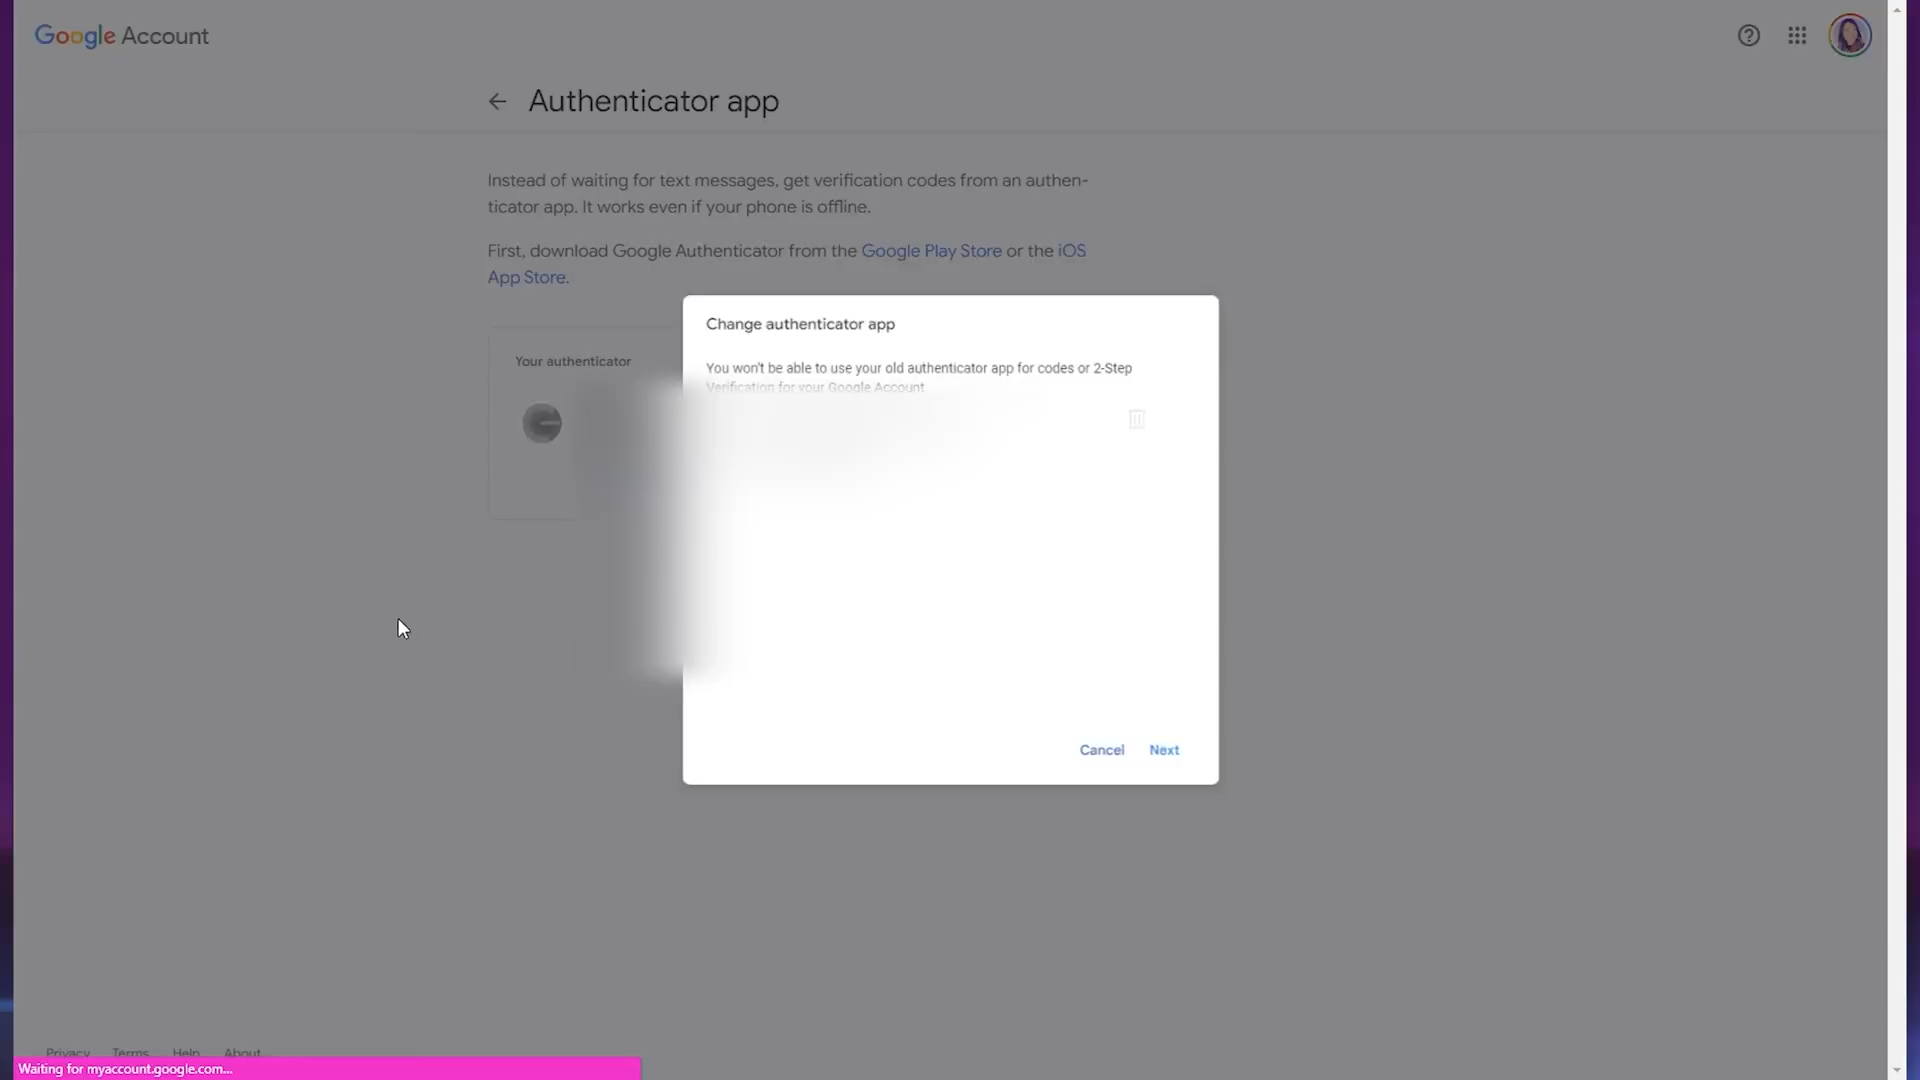 Google Account
Authenticator app
Instead of waiting for text messages, get verification codes from an authen-
ticator app. It works even if your phone is offline.
First, download Google Authenticator from the Google Play Store or the iOS
App Store.
Your authenticator
Change authenticator app
You won't be able to use your old authenticator app for codes or 2-Step
Verification for your Google Account
Cancel
Next
Privacy Terms Help About
Waiting for myaccount.google.com...